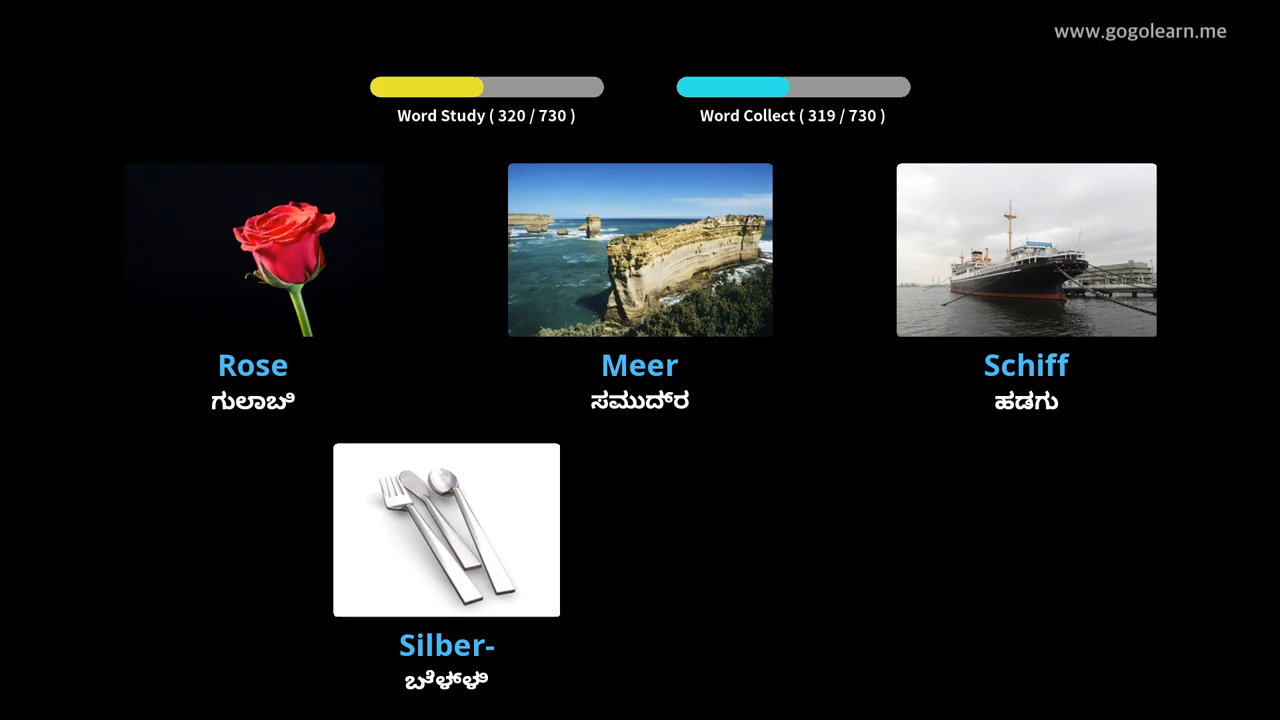 www.gogolearn.me
Word Study ( 320 / 730 )
Word Collect ( 319 / 730 )
Rose
ಗುಲಾಬಿ
Meer
ಸಮುದ್ರ
Schiff
ಹಡಗು
Silber-
ಬೆಳ್ಳಿ